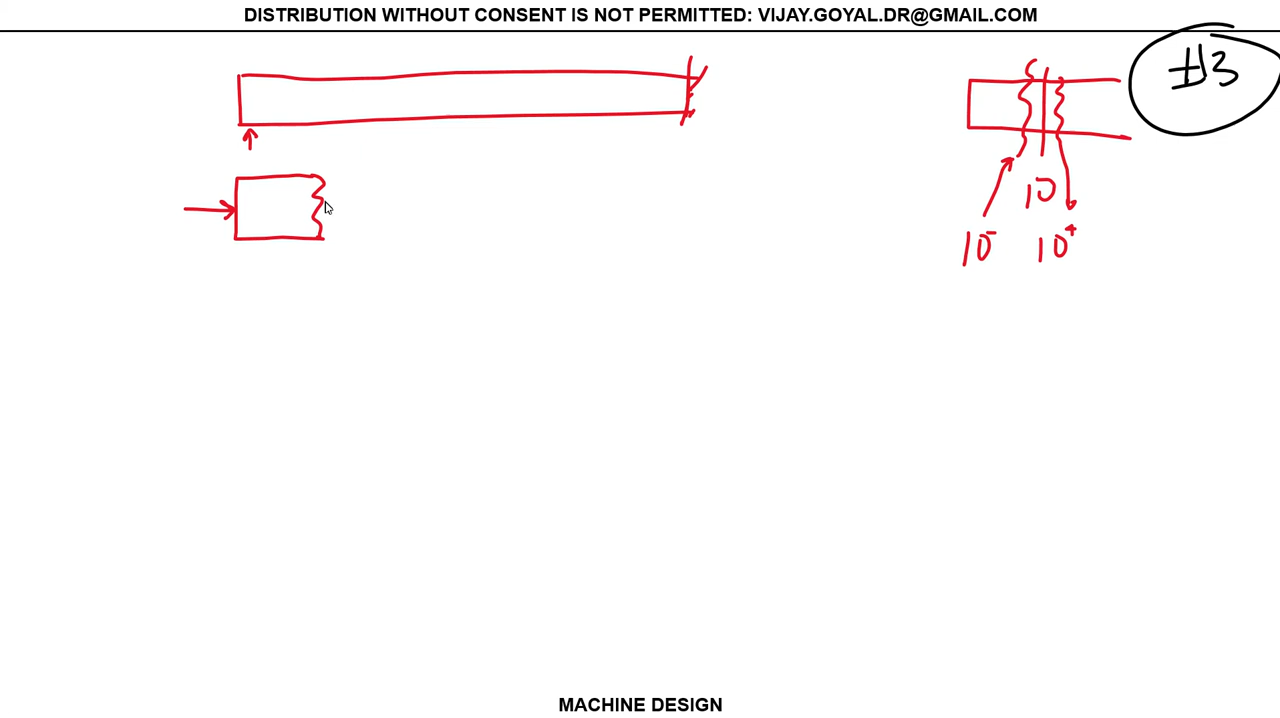 DISTRIBUTION WITHOUT CONSENT IS NOT PERMITTED: VIJAY.GOYAL.DR@GMAIL.COM
#3
10
10⁻ 10⁺
MACHINE DESIGN